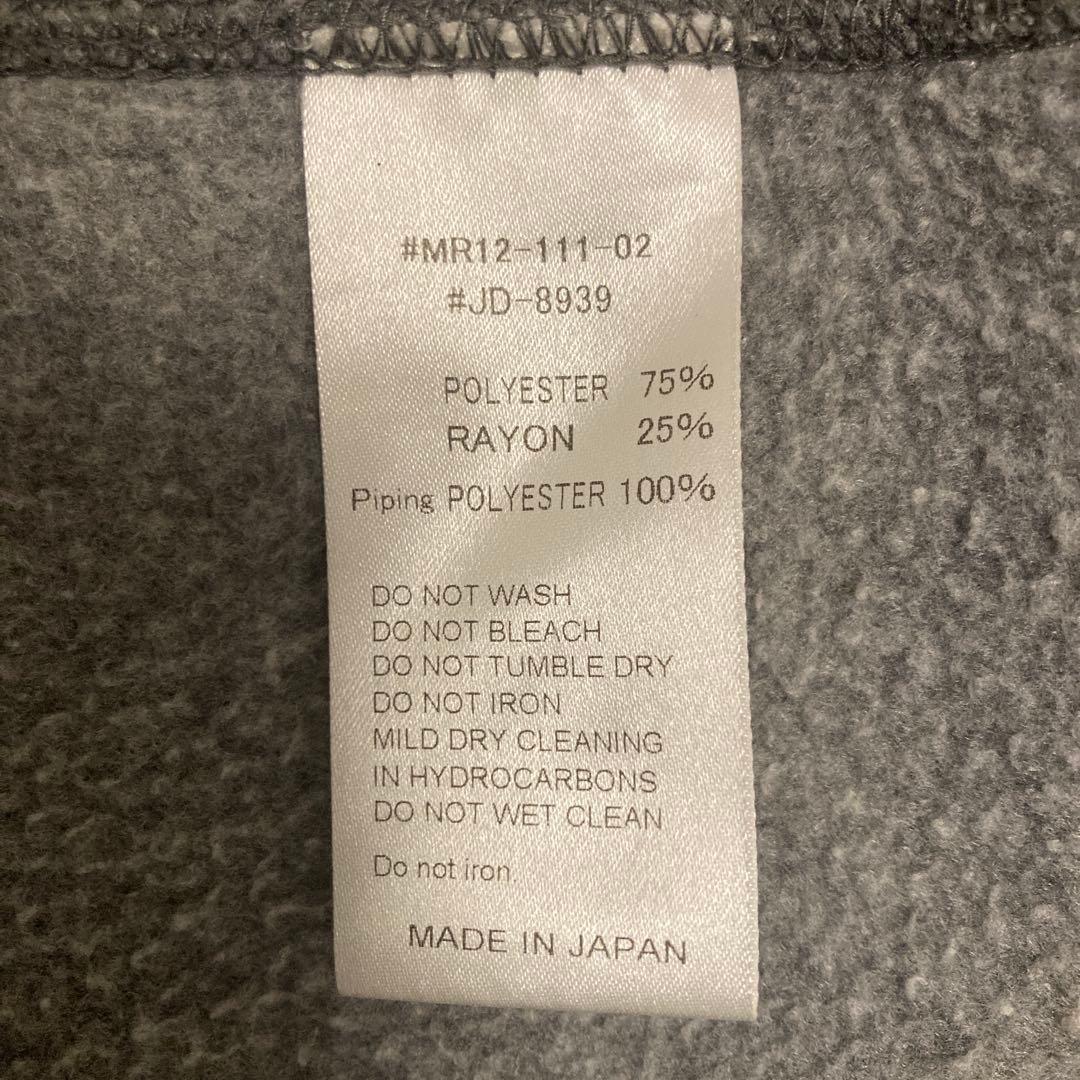 #MR12-111-02
#JD-8939
POLYESTER 75%
RAYON 25%
Piping POLYESTER 100%
DO NOT WASH
DO NOT BLEACH
DO NOT TUMBLE DRY
DO NOT IRON
MILD DRY CLEANING
IN HYDROCARBONS
DO NOT WET CLEAN
Do not iron.
MADE IN JAPAN